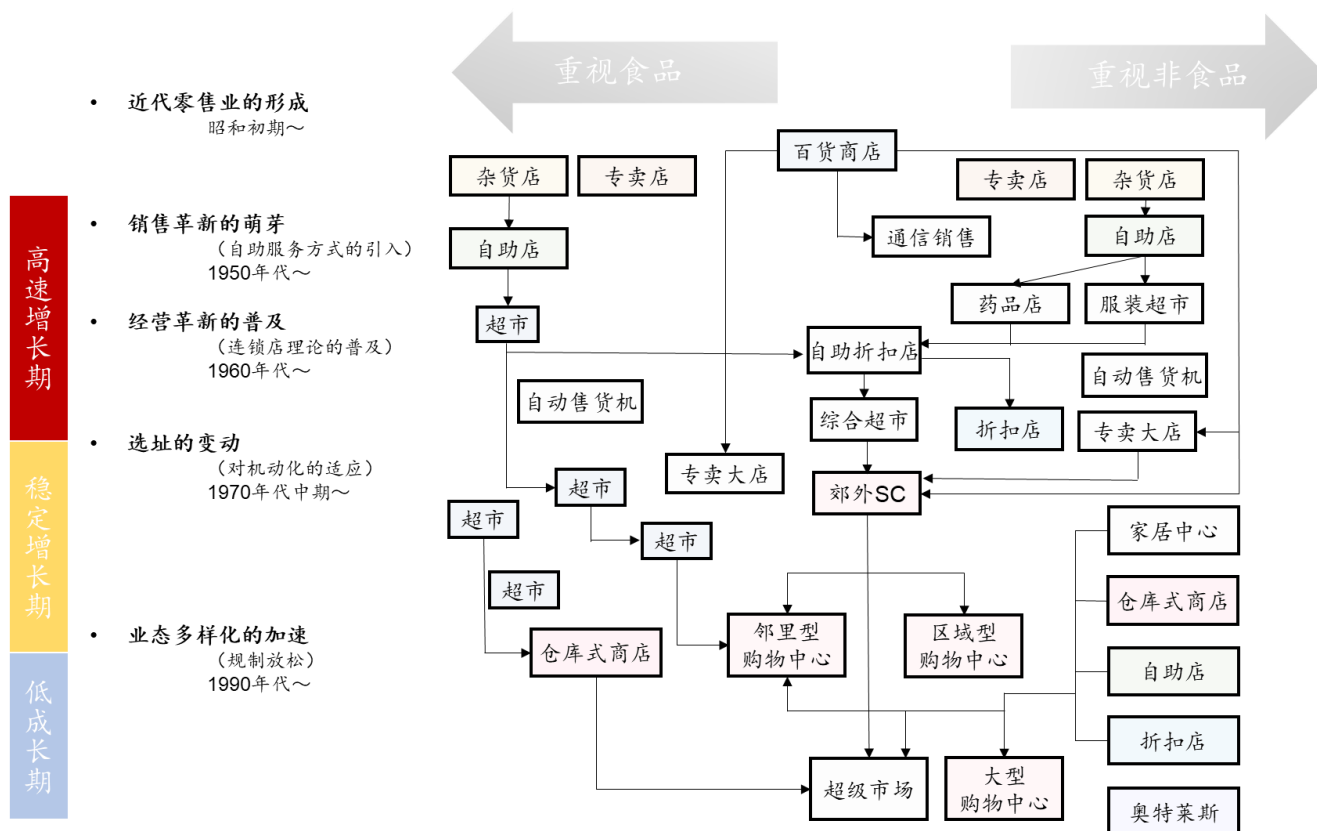 重视食品
重视非食品
• 近代零售业的形成
昭和初期～
百货商店
杂货店
专卖店
专卖店
杂货店
高速增长期
• 销售革新的萌芽
（自助服务方式的引入）
1950年代～
自助店
通信销售
自助店
药品店
服装超市
• 经营革新的普及
（连锁店理论的普及）
1960年代～
超市
自助折扣店
自动售货机
自动售货机
综合超市
折扣店
专卖大店
稳定增长期
• 选址的变动
（对机动化的适应）
1970年代中期～
专卖大店
超市
郊外SC
超市
超市
家居中心
超市
仓库式商店
• 业态多样化的加速
（规制放松）
1990年代～
仓库式商店
邻里型
购物中心
区域型
购物中心
自助店
低成长期
折扣店
超级市场
大型
购物中心
奥特莱斯